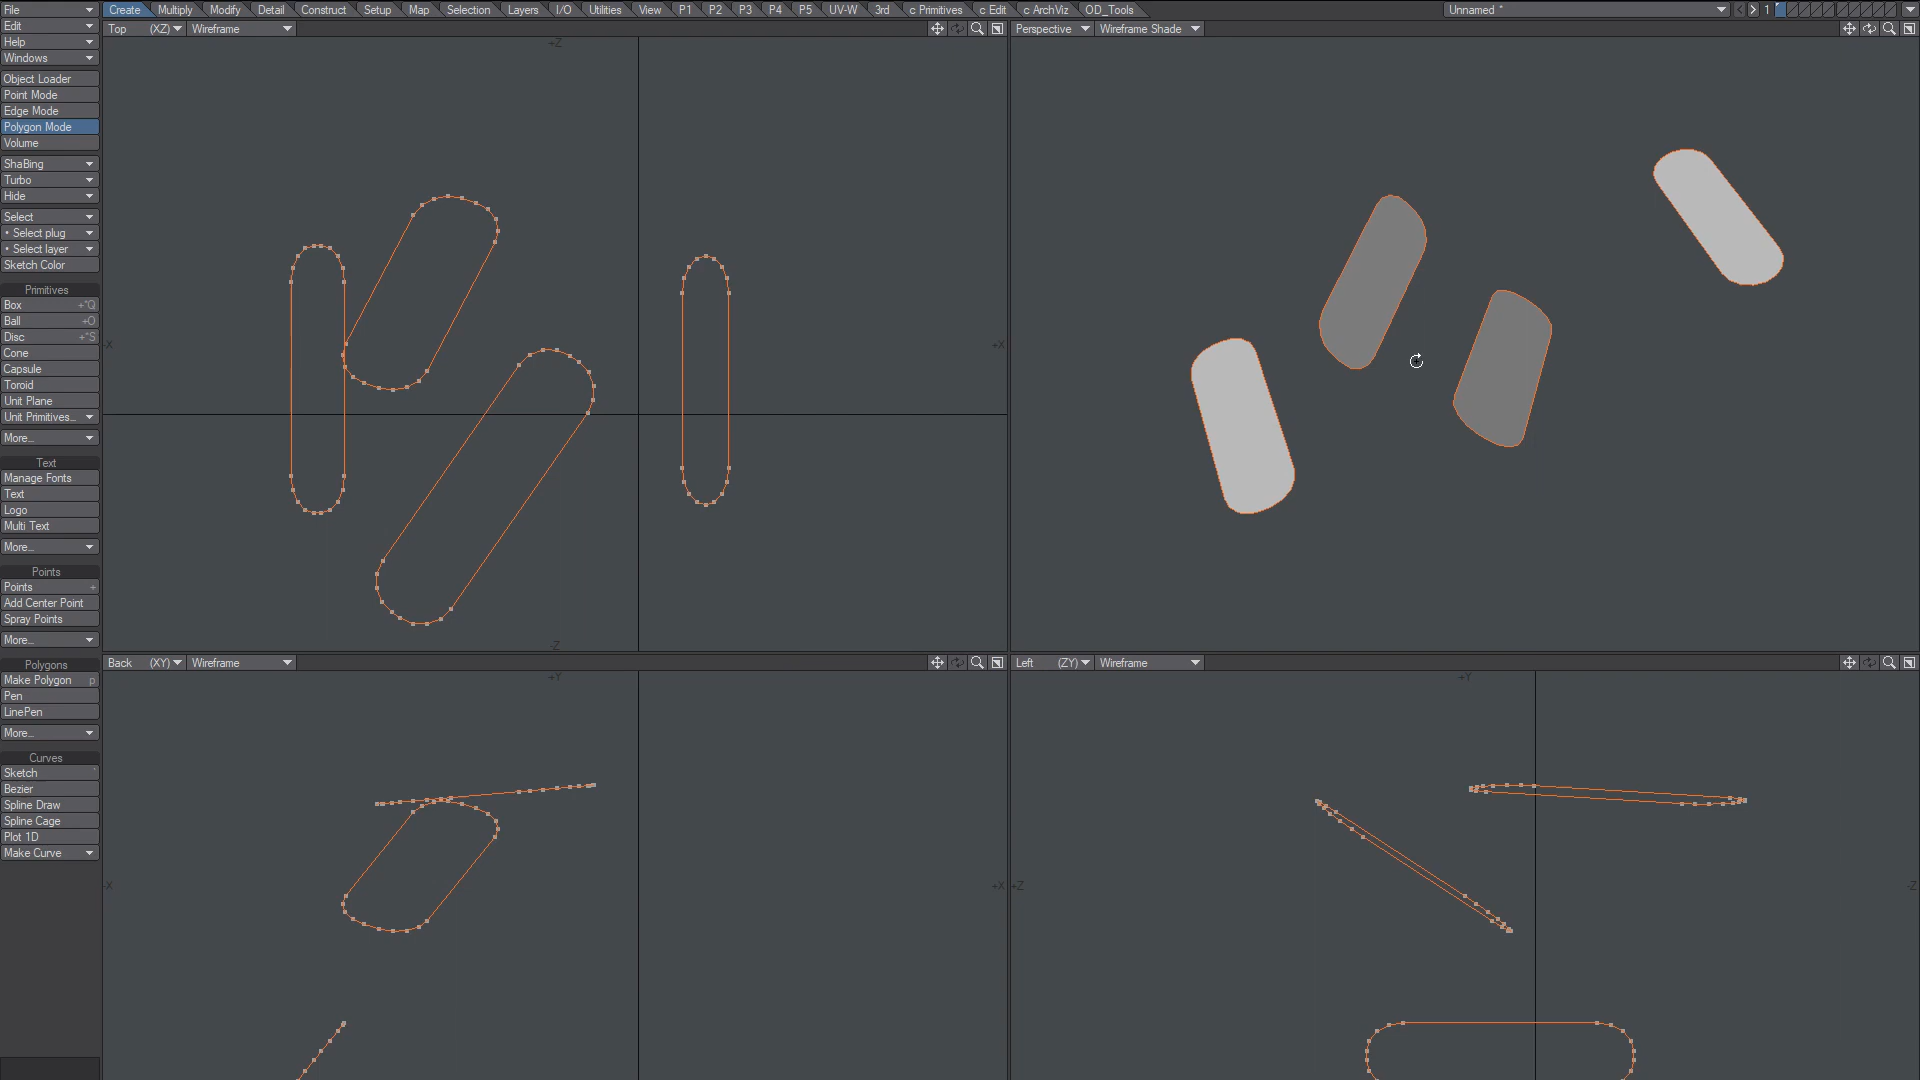 File Create Multiply Modify Detail Construct Setup Map Selection Layers I/O Utilities View P1 P2 P3 P4 P5 UV-W 3rd c Primitives c Edit c ArchViz OD_Tools Unnamed * < > 1
Edit
Top (XZ) Wireframe
Perspective Wireframe Shade
Help
Windows
Object Loader
Point Mode
Edge Mode
Polygon Mode
Volume
ShaBing
Turbo
Hide
Select
• Select plug
• Select layer
Sketch Color
Primitives
Box +^Q
Ball +O
Disc +^S
Cone
Capsule
Toroid
Unit Plane
Unit Primitives...
More...
Text
Manage Fonts
Text
Logo
Multi Text
More...
Points
Points +
Add Center Point
Spray Points
More...
Polygons
Make Polygon p
Pen
LinePen
More...
Curves
Sketch '
Bezier
Spline Draw
Spline Cage
Plot 1D
Make Curve
+Z
-X +X
-Z
Back (XY) Wireframe
+Y
-X +X
Left (ZY) Wireframe
+Y
+Z -Z